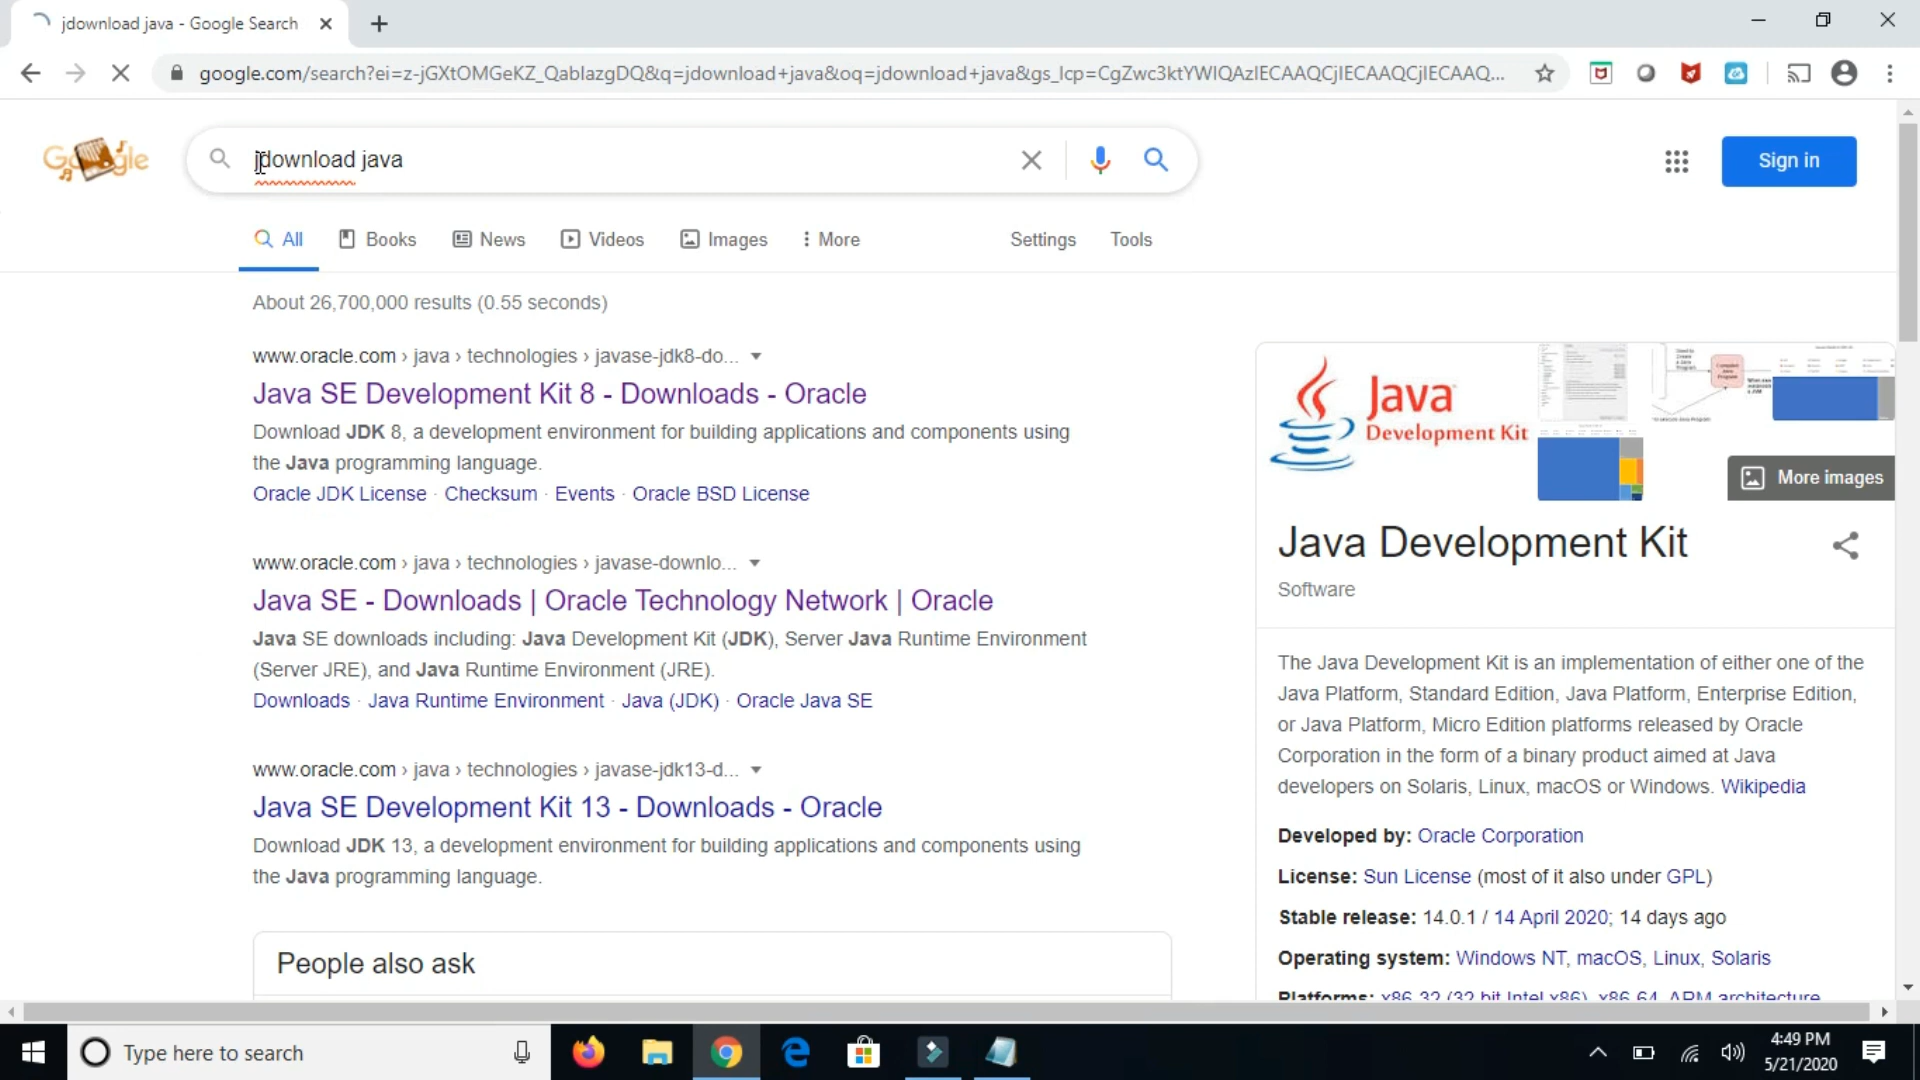 jdownload java - Google Search
google.com/search?ei=z-jGXtOMGeKZ_QabIazgDQ&q=jdownload+java&oq=jdownload+java&gs_lcp=CgZwc3ktYWIQAzIECAAQCjIECAAQCjIECAAQ...
Google
jdownload java
Sign in
All Books News Videos Images More Settings Tools
About 26,700,000 results (0.55 seconds)
www.oracle.com › java › technologies › javase-jdk8-do...
Java SE Development Kit 8 - Downloads - Oracle
Download JDK 8, a development environment for building applications and components using
the Java programming language.
Oracle JDK License · Checksum · Events · Oracle BSD License
www.oracle.com › java › technologies › javase-downlo...
Java SE - Downloads | Oracle Technology Network | Oracle
Java SE downloads including: Java Development Kit (JDK), Server Java Runtime Environment
(Server JRE), and Java Runtime Environment (JRE).
Downloads · Java Runtime Environment · Java (JDK) · Oracle Java SE
www.oracle.com › java › technologies › javase-jdk13-d...
Java SE Development Kit 13 - Downloads - Oracle
Download JDK 13, a development environment for building applications and components using
the Java programming language.
People also ask
Java
Development Kit
More images
Java Development Kit
Software
The Java Development Kit is an implementation of either one of the
Java Platform, Standard Edition, Java Platform, Enterprise Edition,
or Java Platform, Micro Edition platforms released by Oracle
Corporation in the form of a binary product aimed at Java
developers on Solaris, Linux, macOS or Windows. Wikipedia
Developed by: Oracle Corporation
License: Sun License (most of it also under GPL)
Stable release: 14.0.1 / 14 April 2020; 14 days ago
Operating system: Windows NT, macOS, Linux, Solaris
Platforms: x86-32 (32 bit Intel x86), x86-64, ARM architecture
Type here to search
4:49 PM
5/21/2020